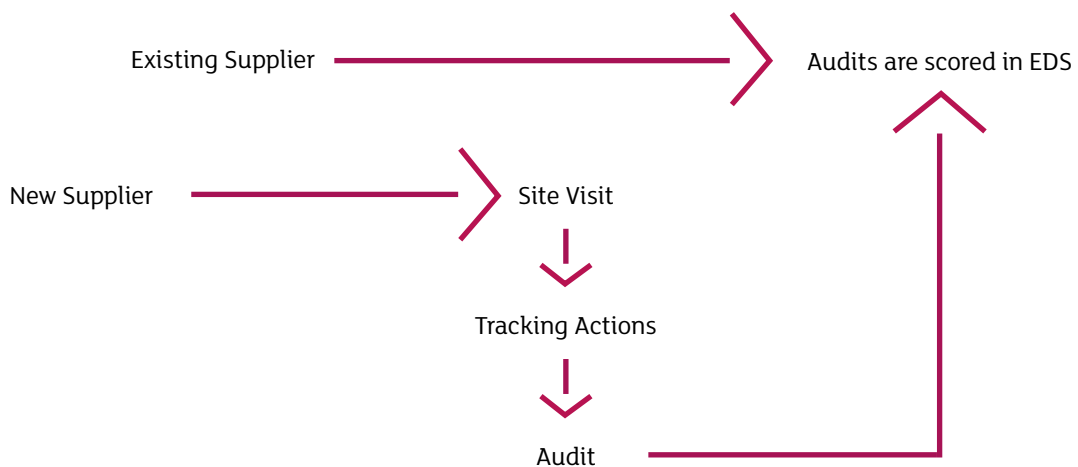 Existing Supplier
Audits are scored in EDS
New Supplier
Site Visit
Tracking Actions
Audit